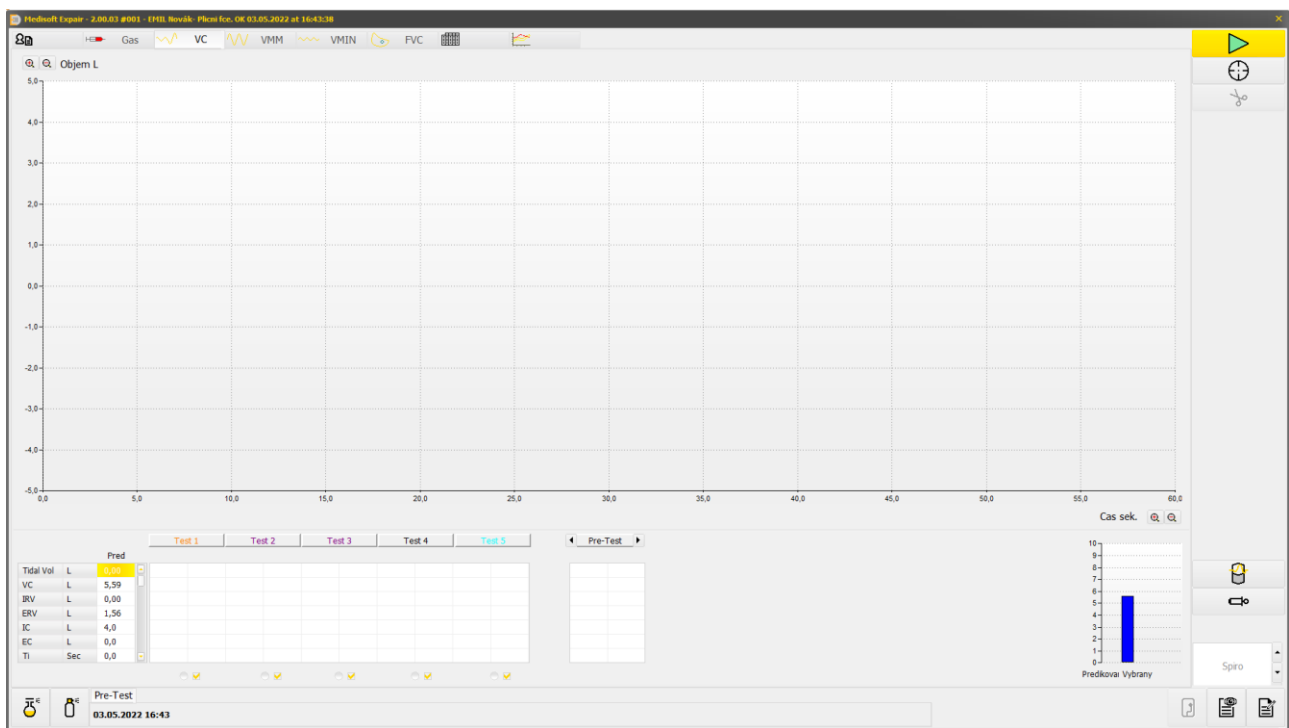 Medisoft Expair - 2.00.03 #001 - EMIL Novák- Plicni fce. OK 03.05.2022 at 16:43:38
Gas VC VMM VMIN FVC
Objem L
5,0
4,0
3,0
2,0
1,0
0,0
-1,0
-2,0
-3,0
-4,0
-5,0
0,0 5,0 10,0 15,0 20,0 25,0 30,0 35,0 40,0 45,0 50,0 55,0 60,0
Cas sek.
Test 1 Test 2 Test 3 Test 4 Test 5 Pre-Test
Pred
Tidal Vol L 0,00
VC L 5,59
IRV L 0,00
ERV L 1,56
IC L 4,0
EC L 0,0
Ti Sec 0,0
10
9
8
7
6
5
4
3
2
1
0
Predikovai Vybrany
Spiro
Pre-Test
03.05.2022 16:43